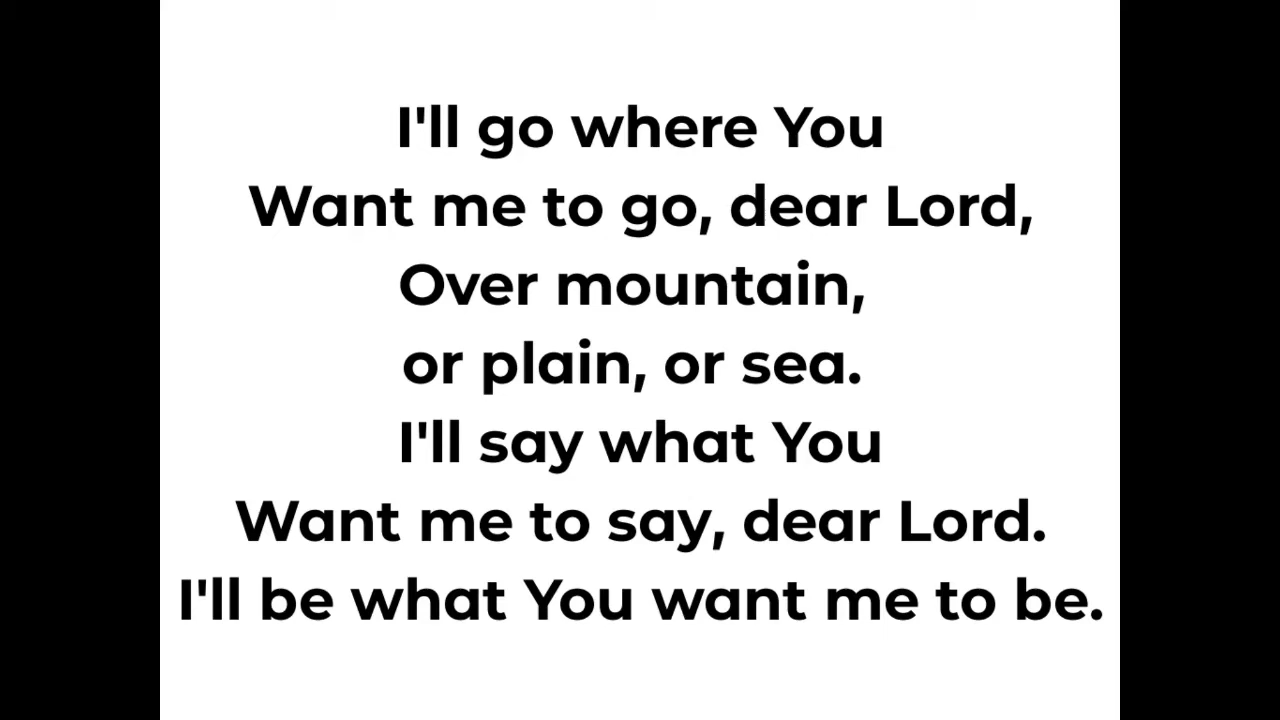 I'll go where You
Want me to go, dear Lord,
Over mountain,
or plain, or sea.
I'll say what You
Want me to say, dear Lord.
I'll be what You want me to be.